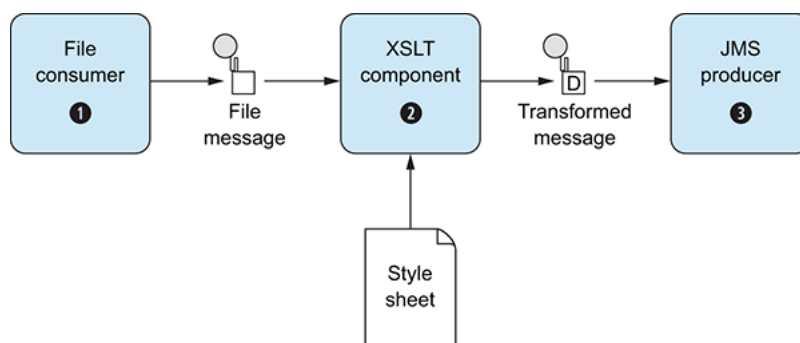 File
consumer
1
File
message
XSLT
component
2
D
Transformed
message
JMS
producer
3
Style
sheet